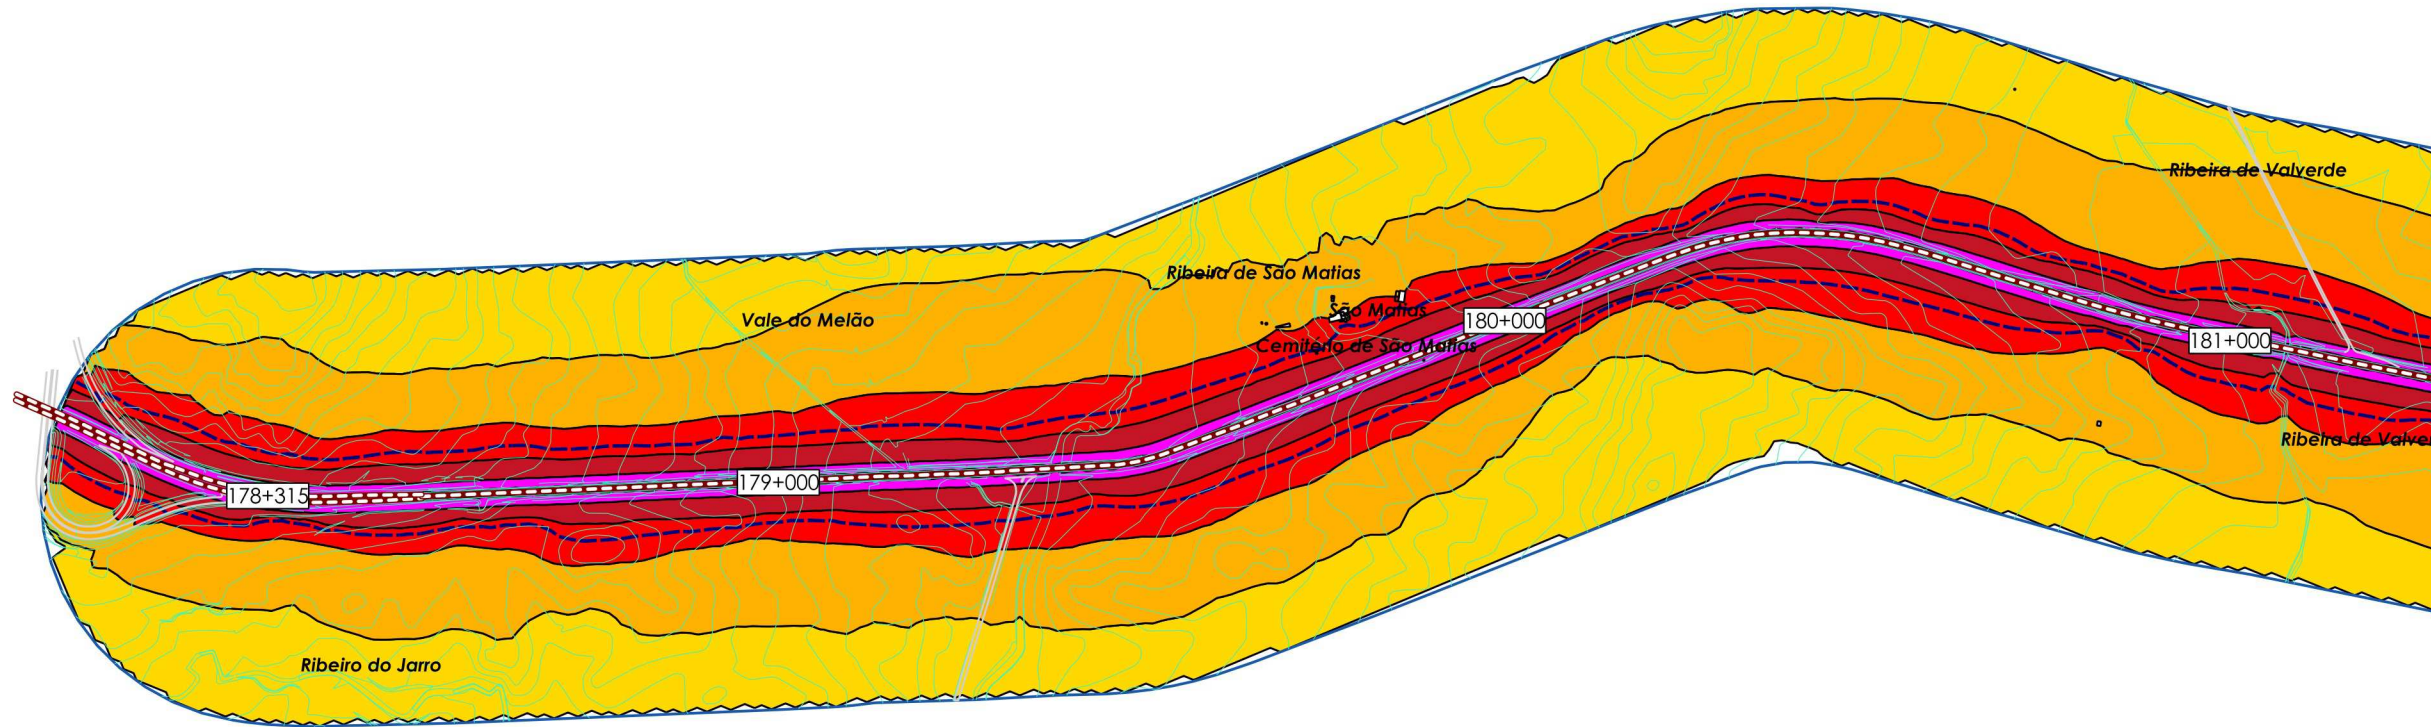 Ribeira de Valverde
Ribeira de São Matias
São Matias
Vale do Melão
180+000
181+000
Cemitério de São Matias
Ribeira de Valver
179+000
178+315
Ribeiro do Jarro